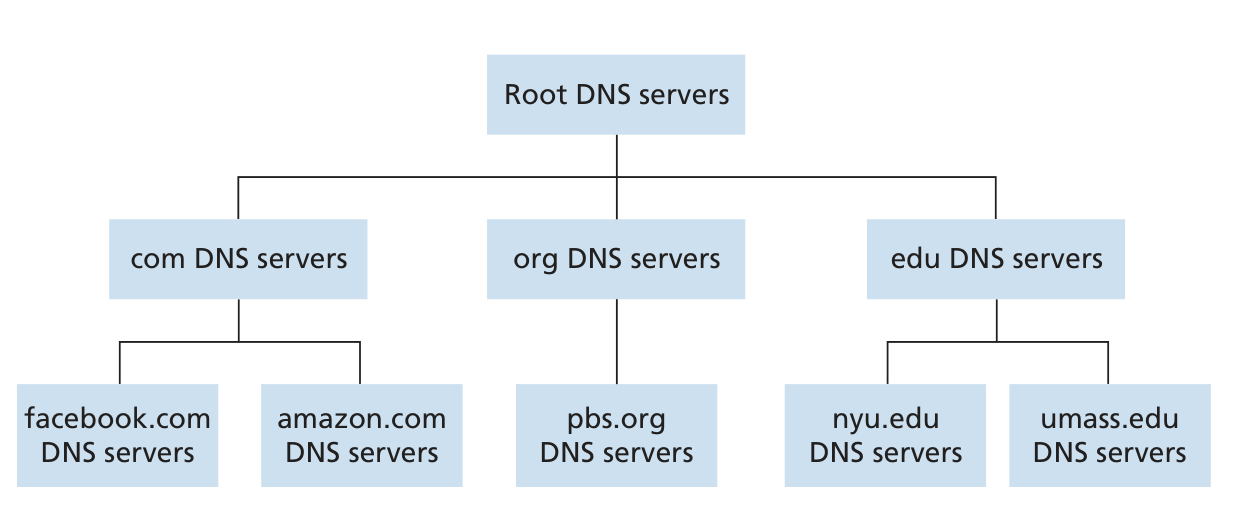 Root DNS servers
com DNS servers
org DNS servers
edu DNS servers
facebook.com
DNS servers
amazon.com
DNS servers
pbs.org
DNS servers
nyu.edu
DNS servers
umass.edu
DNS servers